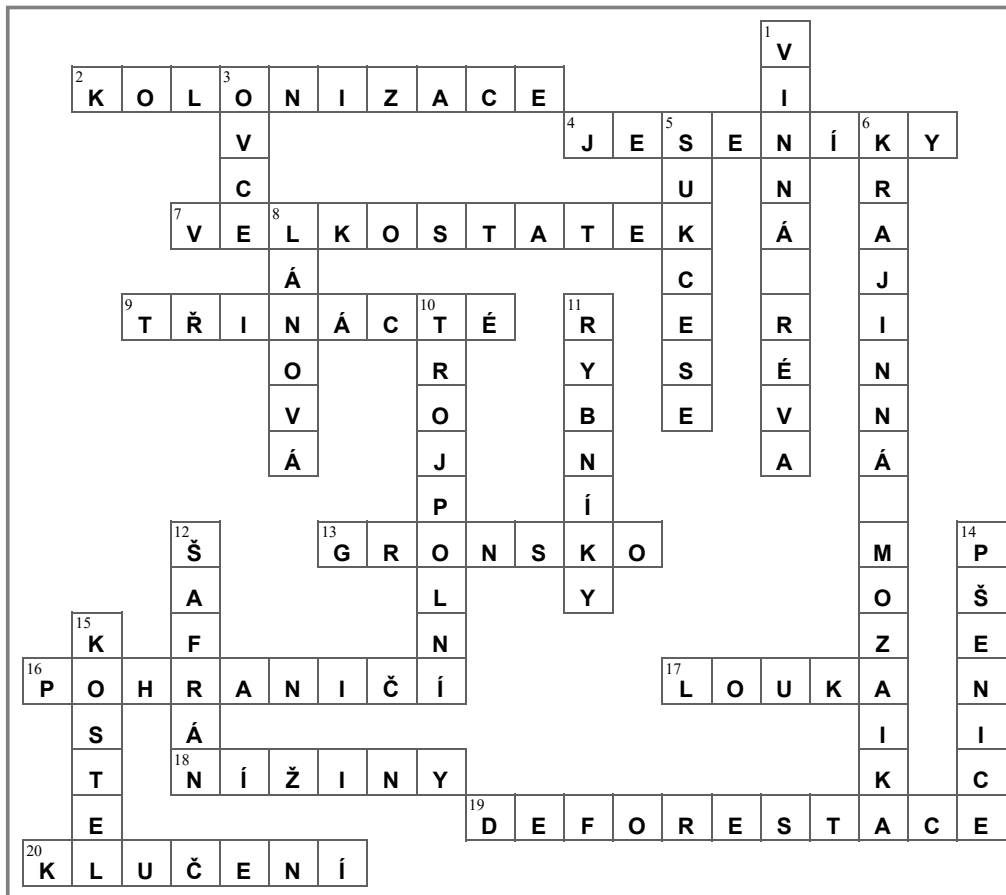 1 V
2 K O L 3 O N I Z A C E I
V 4 J E 5 S E N Í 6 K Y
C U N R
7 V E 8 L K O S T A T E K Á A
Á C J
9 T Ř I N Á C 10 T É 11 R E R I
O R Y S É N
V O B E V N
Á J N A Á
P Í
12 Š 13 G R O N S K O M 14 P
A L Y O Š
15 K F N Z E
16 P O H R A N I Č Í 17 L O U K A N
S Á I I
T 18 N Í Ž I N Y K C
E 19 D E F O R E S T A C E
20 K L U Č E N Í